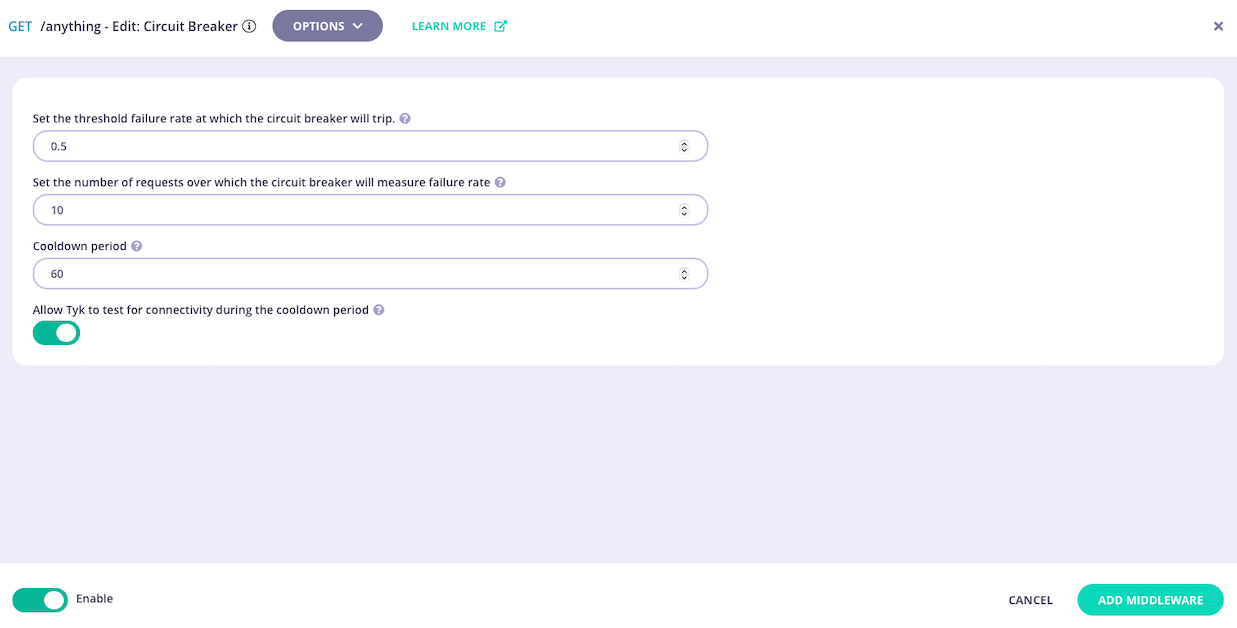 GET /anything - Edit: Circuit Breaker OPTIONS LEARN MORE
Set the threshold failure rate at which the circuit breaker will trip.
0.5
Set the number of requests over which the circuit breaker will measure failure rate
10
Cooldown period
60
Allow Tyk to test for connectivity during the cooldown period
Enable CANCEL ADD MIDDLEWARE